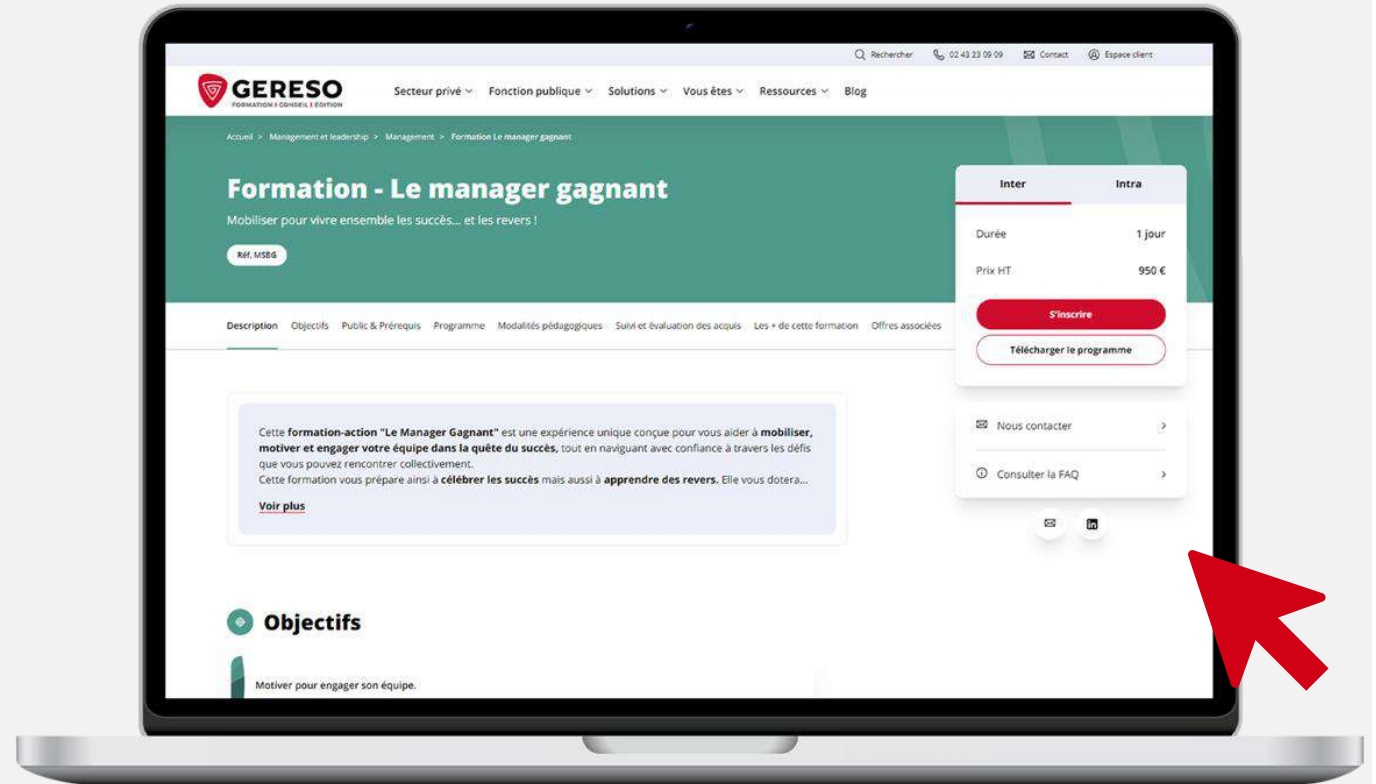 Rechercher 02 43 23 09 09 Contact Espace client
GERESO
FORMATION I CONSEIL I ÉDITION
Secteur privé Fonction publique Solutions Vous êtes Ressources Blog
Accueil > Management et leadership > Management > Formation Le manager gagnant
Formation - Le manager gagnant
Mobiliser pour vivre ensemble les succès... et les revers !
Réf. MSBG
Inter Intra
Durée 1 jour
Prix HT 950 €
S'inscrire
Télécharger le programme
Description Objectifs Public & Prérequis Programme Modalités pédagogiques Suivi et évaluation des acquis Les + de cette formation Offres associées
Cette formation-action "Le Manager Gagnant" est une expérience unique conçue pour vous aider à mobiliser,
motiver et engager votre équipe dans la quête du succès, tout en naviguant avec confiance à travers les défis
que vous pouvez rencontrer collectivement.
Cette formation vous prépare ainsi à célébrer les succès mais aussi à apprendre des revers. Elle vous dotera...
Voir plus
Nous contacter
Consulter la FAQ
in
Objectifs
Motiver pour engager son équipe.